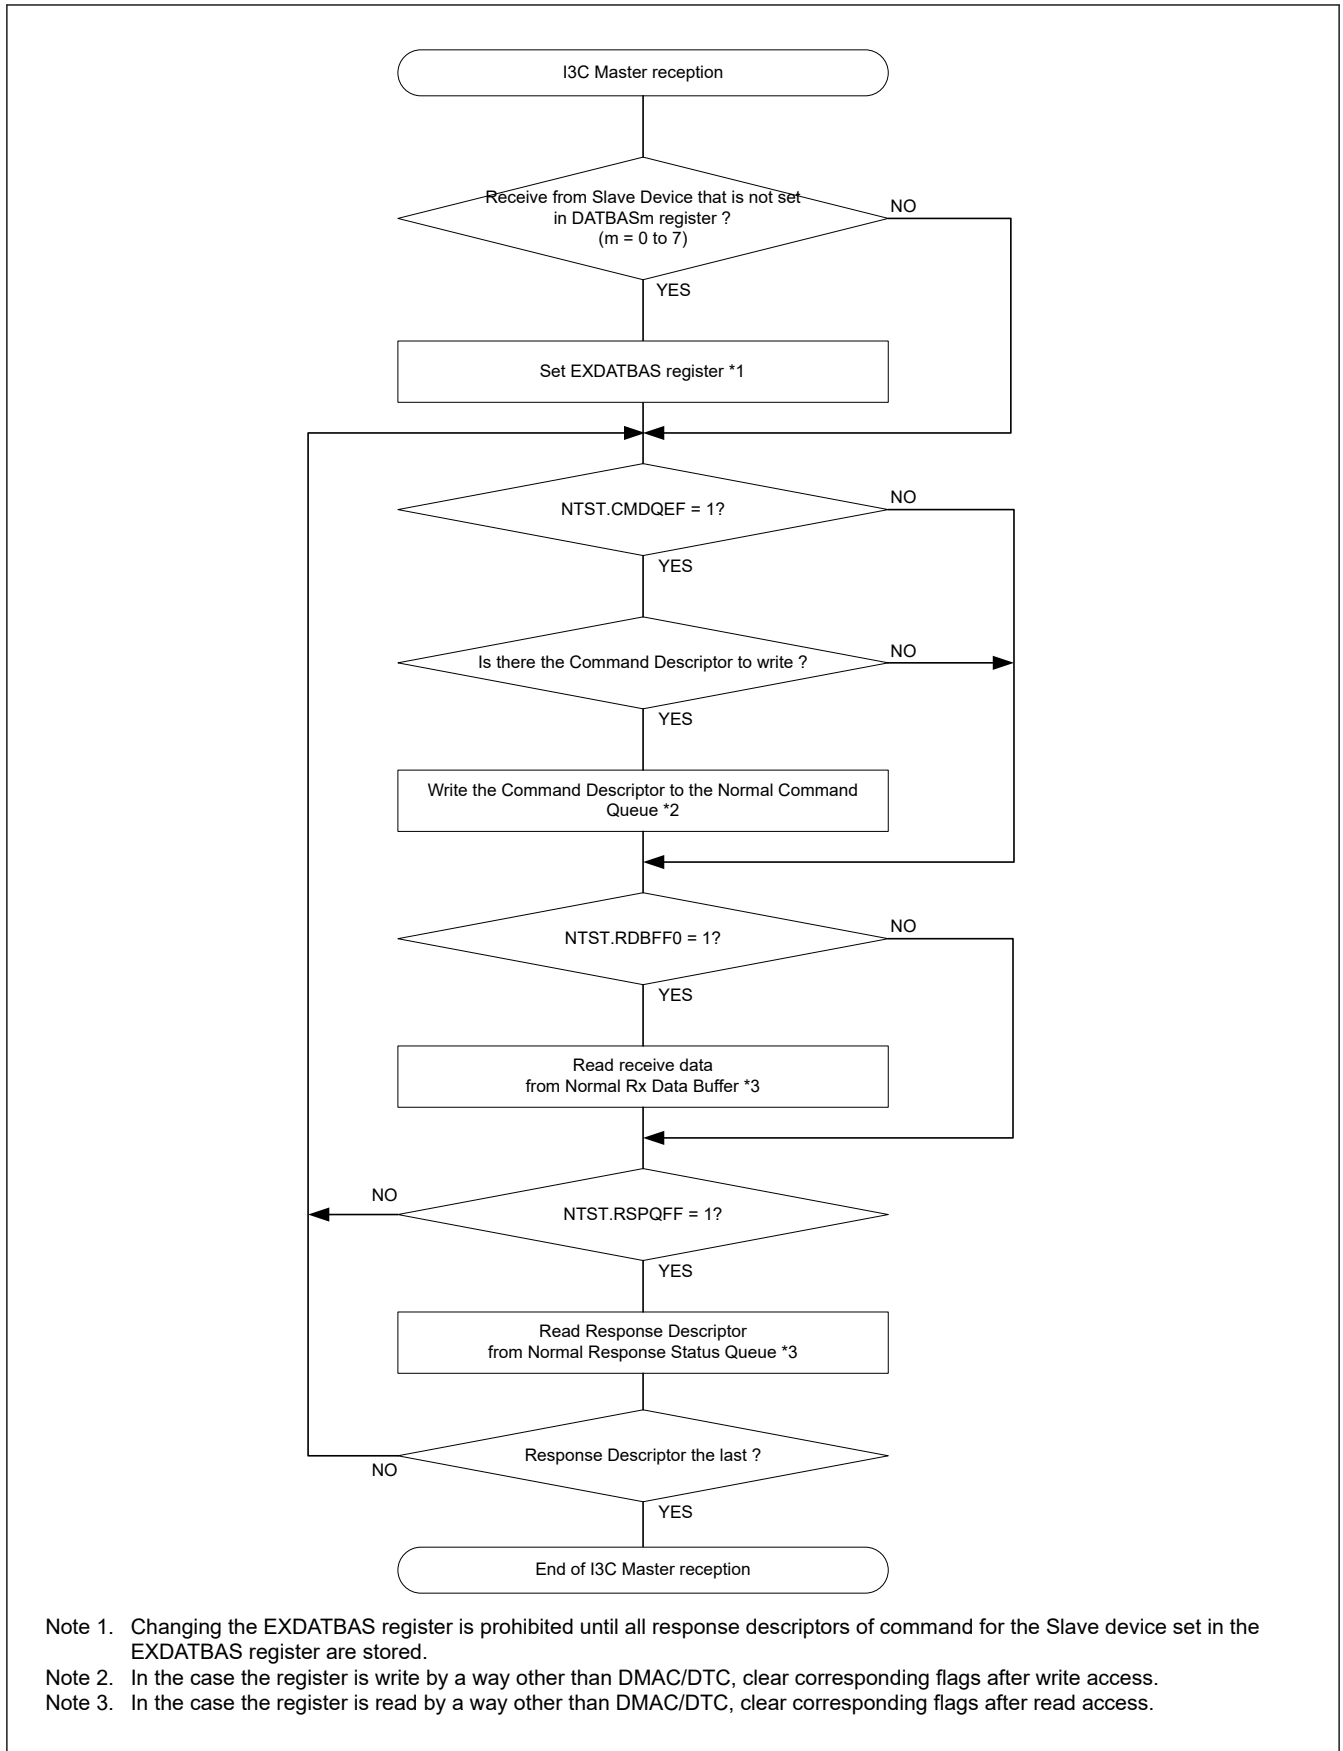 I3C Master reception
Receive from Slave Device that is not set
in DATBASm register ?
(m = 0 to 7)
NO
YES
Set EXDATBAS register *1
NTST.CMDQEF = 1?
NO
YES
Is there the Command Descriptor to write ?
NO
YES
Write the Command Descriptor to the Normal Command
Queue *2
NTST.RDBFF0 = 1?
NO
YES
Read receive data
from Normal Rx Data Buffer *3
NO
NTST.RSPQFF = 1?
YES
Read Response Descriptor
from Normal Response Status Queue *3
Response Descriptor the last ?
NO
YES
End of I3C Master reception
Note 1. Changing the EXDATBAS register is prohibited until all response descriptors of command for the Slave device set in the
EXDATBAS register are stored.
Note 2. In the case the register is write by a way other than DMAC/DTC, clear corresponding flags after write access.
Note 3. In the case the register is read by a way other than DMAC/DTC, clear corresponding flags after read access.